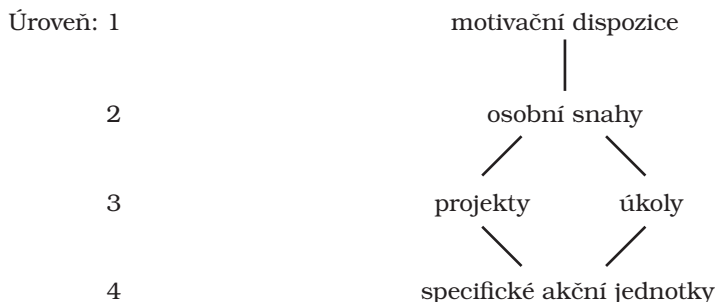 Úroveň: 1 motivační dispozice
2 osobní snahy
3 projekty úkoly
4 specifické akční jednotky